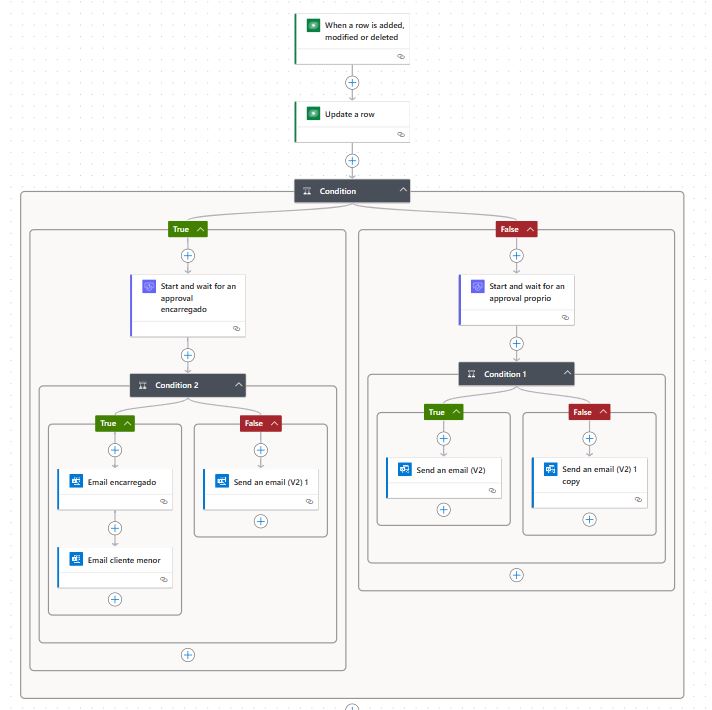 When a row is added,
modified or deleted
Update a row
Condition
True
False
Start and wait for an
approval
encarregado
Start and wait for an
approval proprio
Condition 2
Condition 1
True
False
True
False
Email encarregado
Send an email (V2) 1
Send an email (V2)
Send an email (V2) 1
copy
Email cliente menor